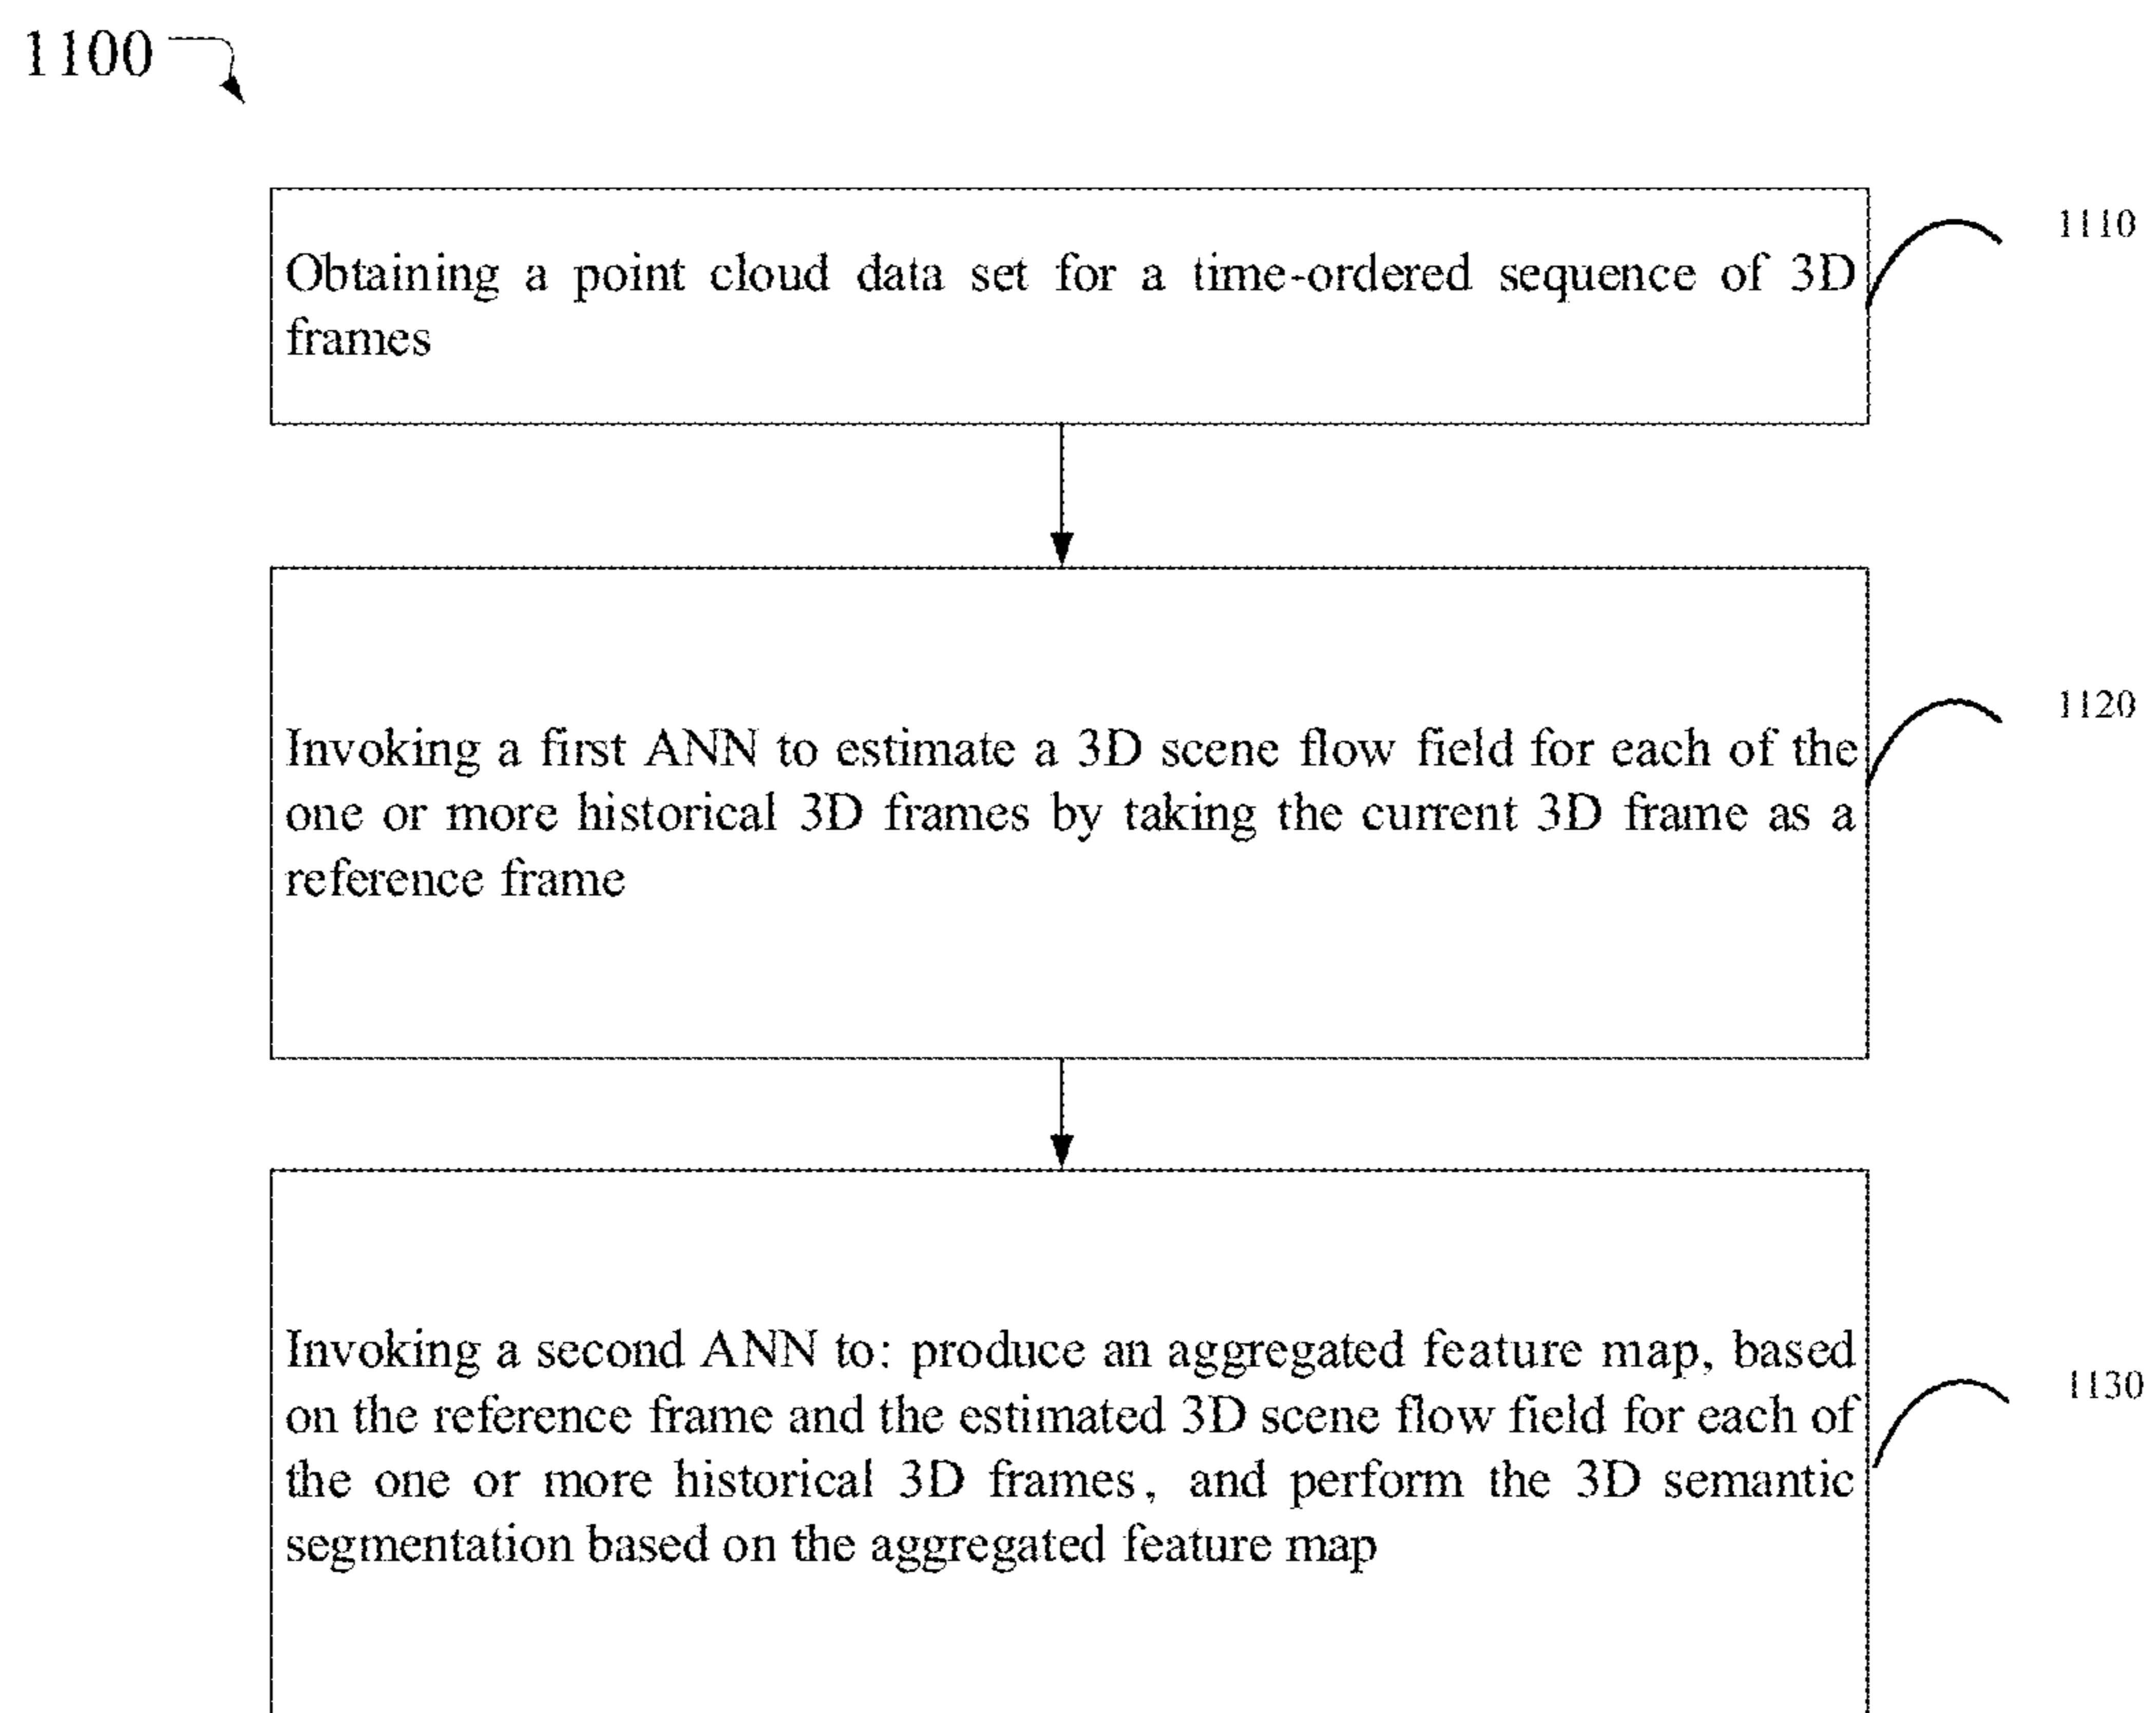 1100
Obtaining a point cloud data set for a time-ordered sequence of 3D
frames
1110
Invoking a first ANN to estimate a 3D scene flow field for each of the
one or more historical 3D frames by taking the current 3D frame as a
reference frame
1120
Invoking a second ANN to: produce an aggregated feature map, based
on the reference frame and the estimated 3D scene flow field for each of
the one or more historical 3D frames, and perform the 3D semantic
segmentation based on the aggregated feature map
1130